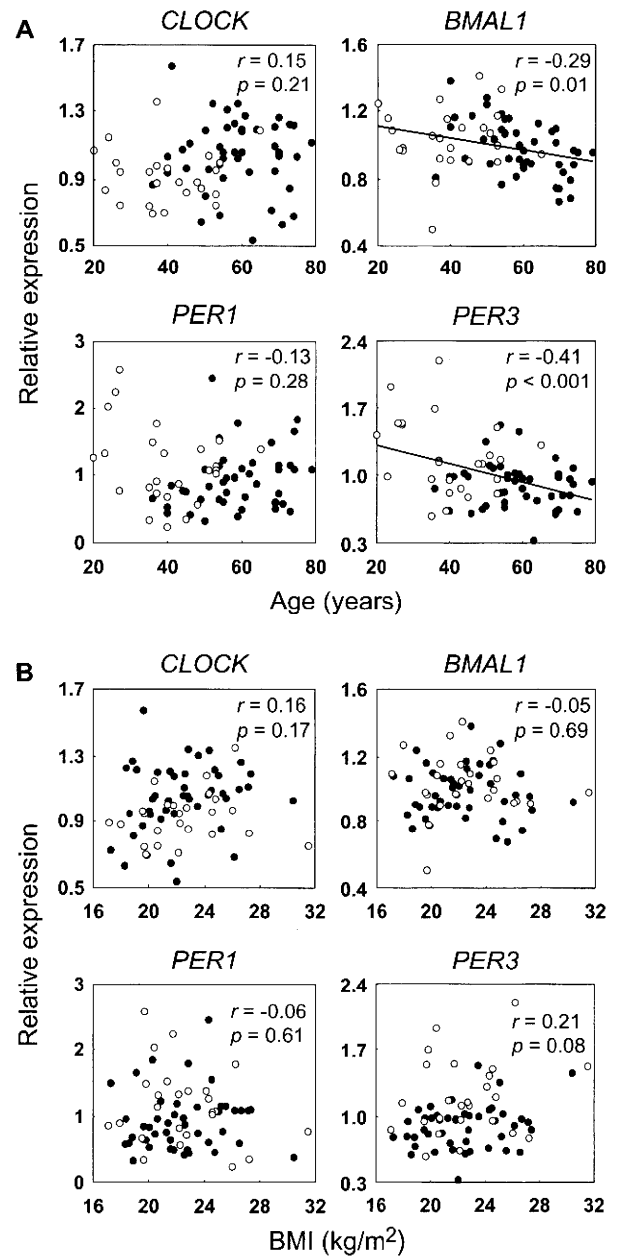 A
CLOCK BMAL1
r = 0.15 r = -0.29
p = 0.21 p = 0.01
1.7 1.6
1.3 1.2
0.9 0.8
0.5 0.4
20 40 60 80 20 40 60 80
PER1 PER3
r = -0.13 r = -0.41
p = 0.28 p < 0.001
3 2.4
2 1.7
1 1.0
0 0.3
20 40 60 80 20 40 60 80
Relative expression
Age (years)
B
CLOCK BMAL1
r = 0.16 r = -0.05
p = 0.17 p = 0.69
1.7 1.6
1.3 1.2
0.9 0.8
0.5 0.4
16 20 24 28 32 16 20 24 28 32
PER1 PER3
r = -0.06 r = 0.21
p = 0.61 p = 0.08
3 2.4
2 1.7
1 1.0
0 0.3
16 20 24 28 32 16 20 24 28 32
Relative expression
BMI (kg/m²)